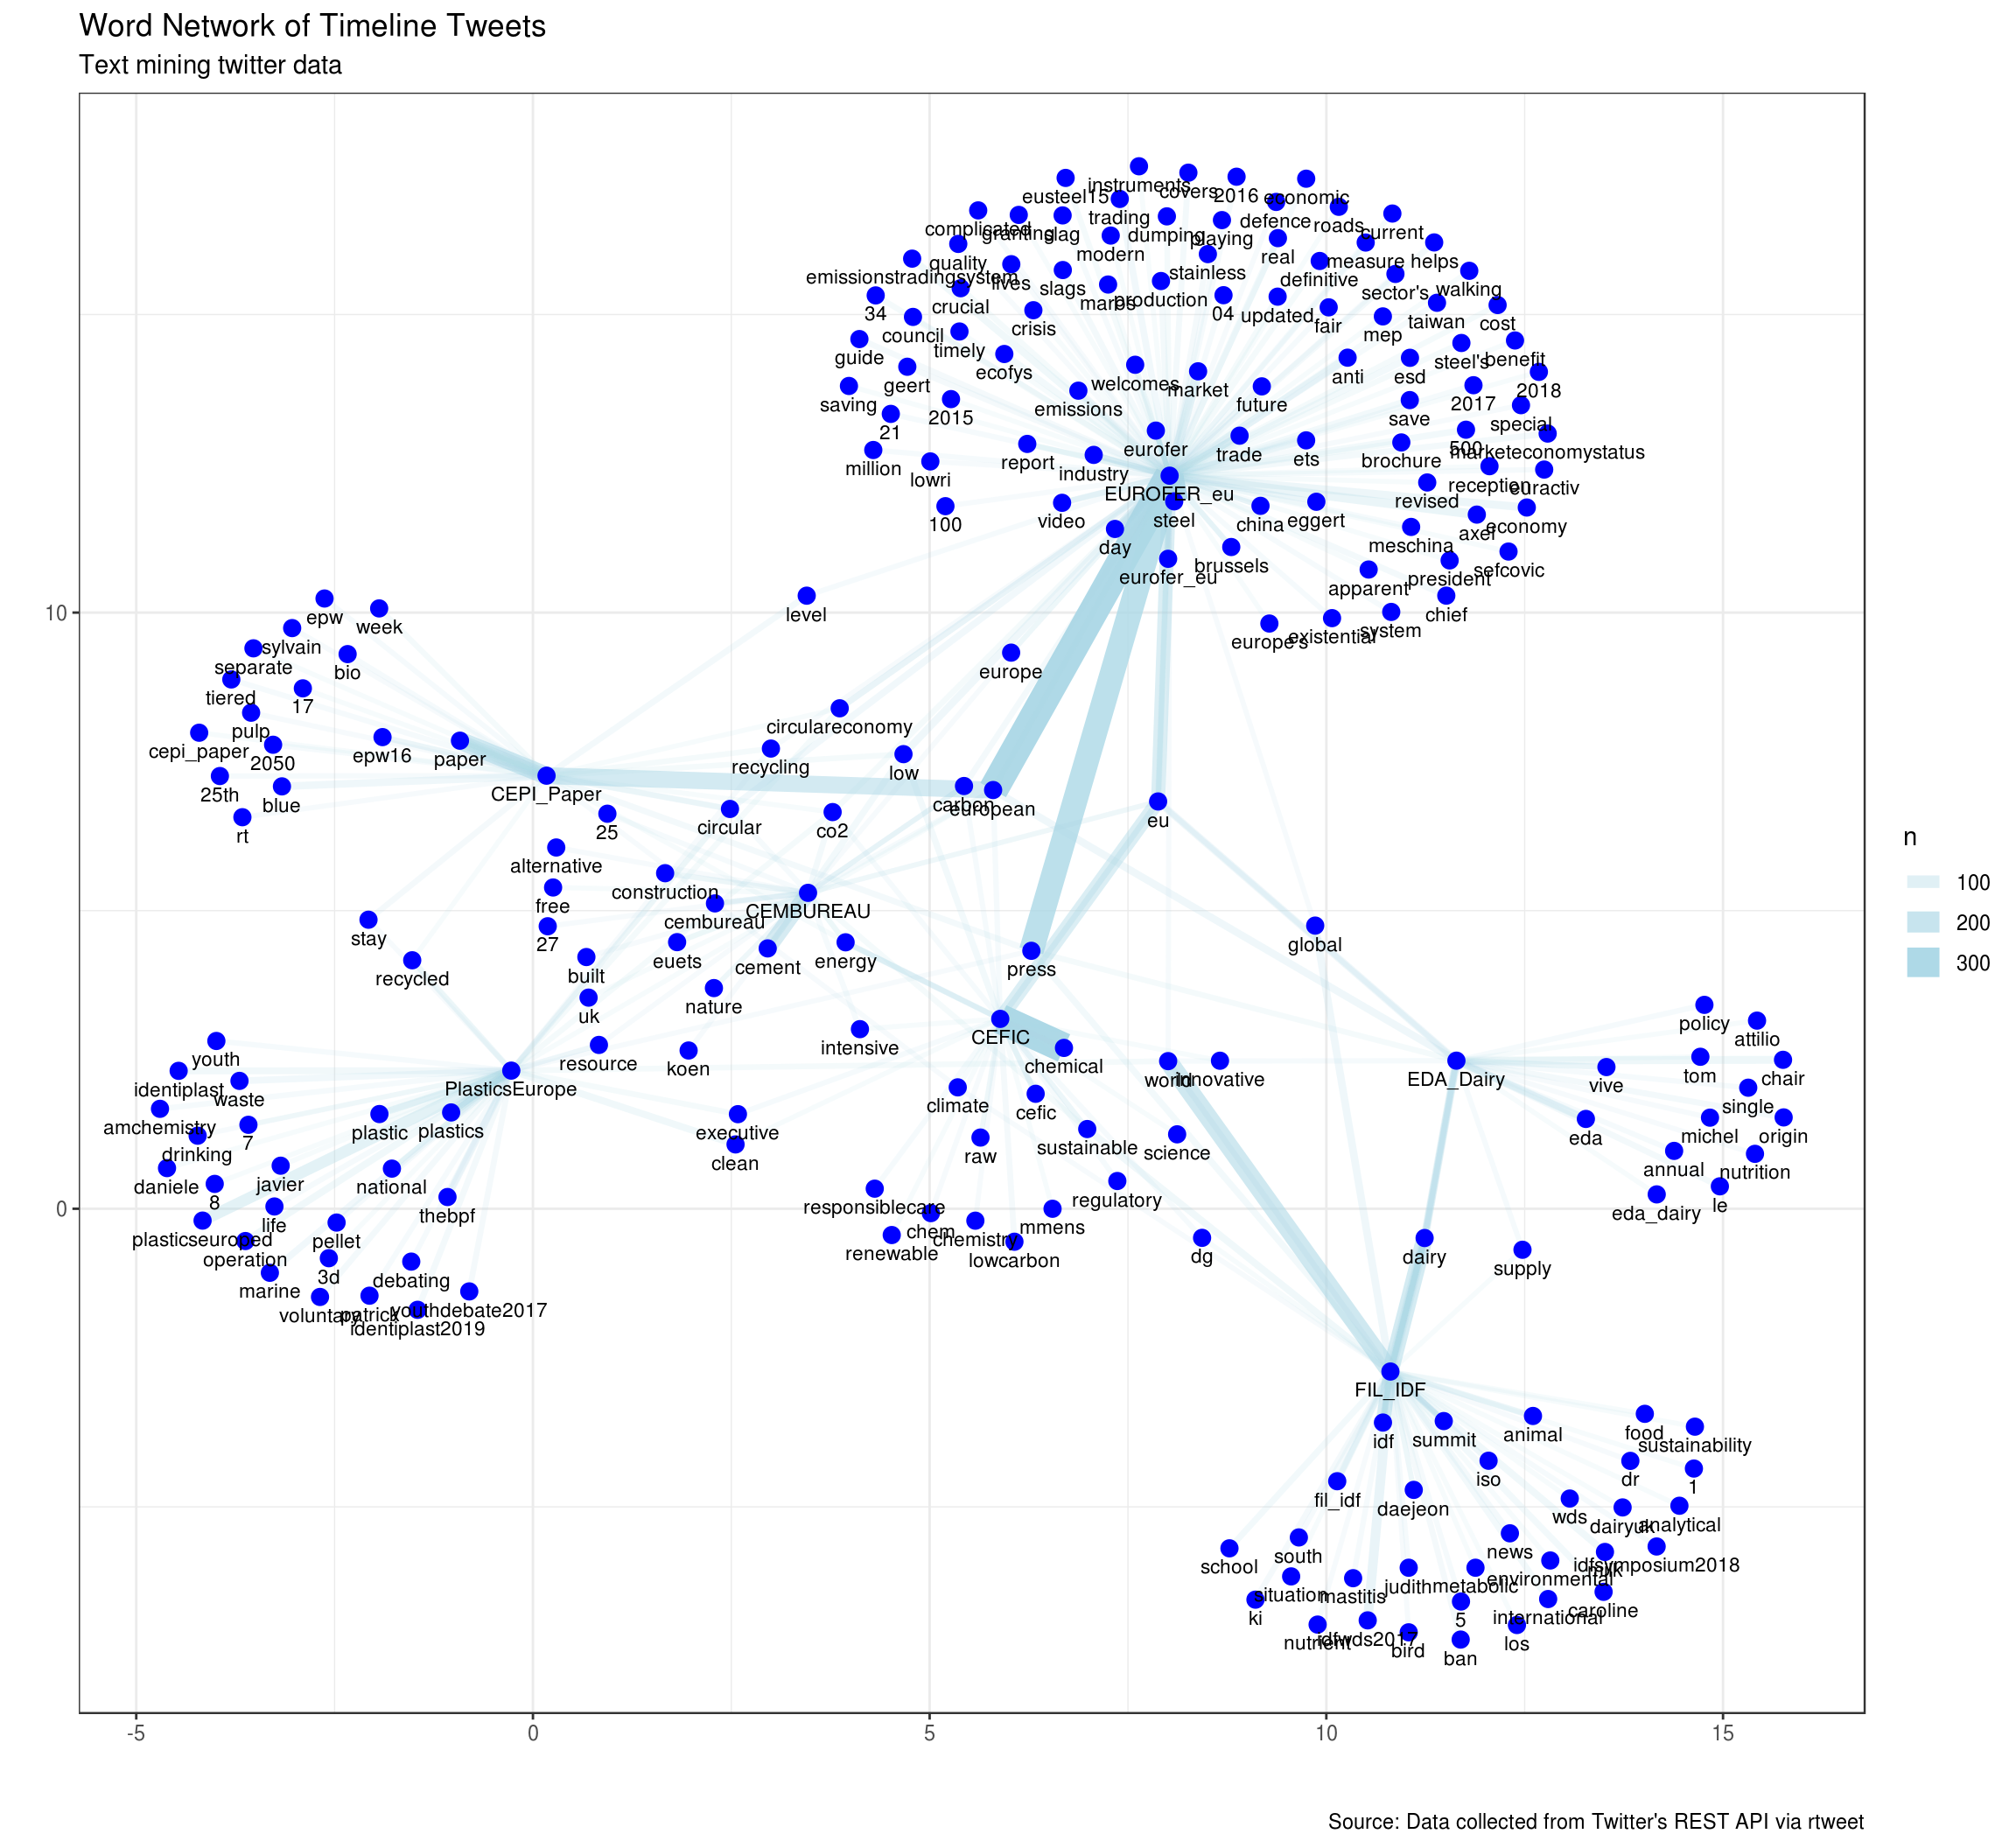 Word Network of Timeline Tweets
Text mining twitter data
instruments
covers
eusteel15
2016
economic
trading
defence
complicated
granting
slag
dumping
playing
roads
current
modern
real
quality
measure
helps
stainless
emissionstradingsystem
lives
slags
definitive
sector's
walking
crucial
marbs
production
34
04
updated
fair
taiwan
cost
crisis
council
mep
timely
guide
steel's
benefit
ecofys
geert
welcomes
market
anti
esd
2018
saving
emissions
future
2017
2015
save
special
21
eurofer
trade
ets
500
marketeconomystatus
report
industry
brochure
million
lowri
reception
euractiv
EUROFER_eu
revised
100
video
steel
china
eggert
axel
economy
day
meschina
brussels
eurofer_eu
president
sefcovic
apparent
chief
level
10
epw
week
europe's
existential
system
sylvain
separate
bio
europe
tiered
17
pulp
circulareconomy
cepi_paper
2050
epw16
paper
recycling
low
25th
blue
CEPI_Paper
carbon
european
rt
25
circular
co2
eu
n
alternative
100
construction
free
cembureau
CEMBUREAU
200
stay
27
global
euets
cement
energy
300
recycled
built
press
nature
uk
policy
attilio
CEFIC
youth
resource
koen
intensive
chemical
world
innovative
EDA_Dairy
vive
tom
chair
identiplast
waste
PlasticsEurope
climate
cefic
single
amchemistry
7
plastic
plastics
executive
eda
michel
origin
drinking
clean
raw
sustainable
science
annual
nutrition
daniele
8
javier
national
responsiblecare
regulatory
eda_dairy
le
0
life
thebpf
plasticseuroped
operation
pellet
renewable
chem
chemistry
mmens
lowcarbon
dg
dairy
supply
marine
3d
debating
voluntary
patrick
youthdebate2017
identiplast2019
FIL_IDF
idf
summit
animal
food
sustainability
iso
dr
1
fil_idf
daejeon
wds
dairyuk
analytical
school
south
news
idfsymposium2018
situation
mastitis
judith
metabolic
environmental
ki
5
international
caroline
nutrient
idfwds2017
bird
ban
los
-5
0
5
10
15
Source: Data collected from Twitter's REST API via rtweet